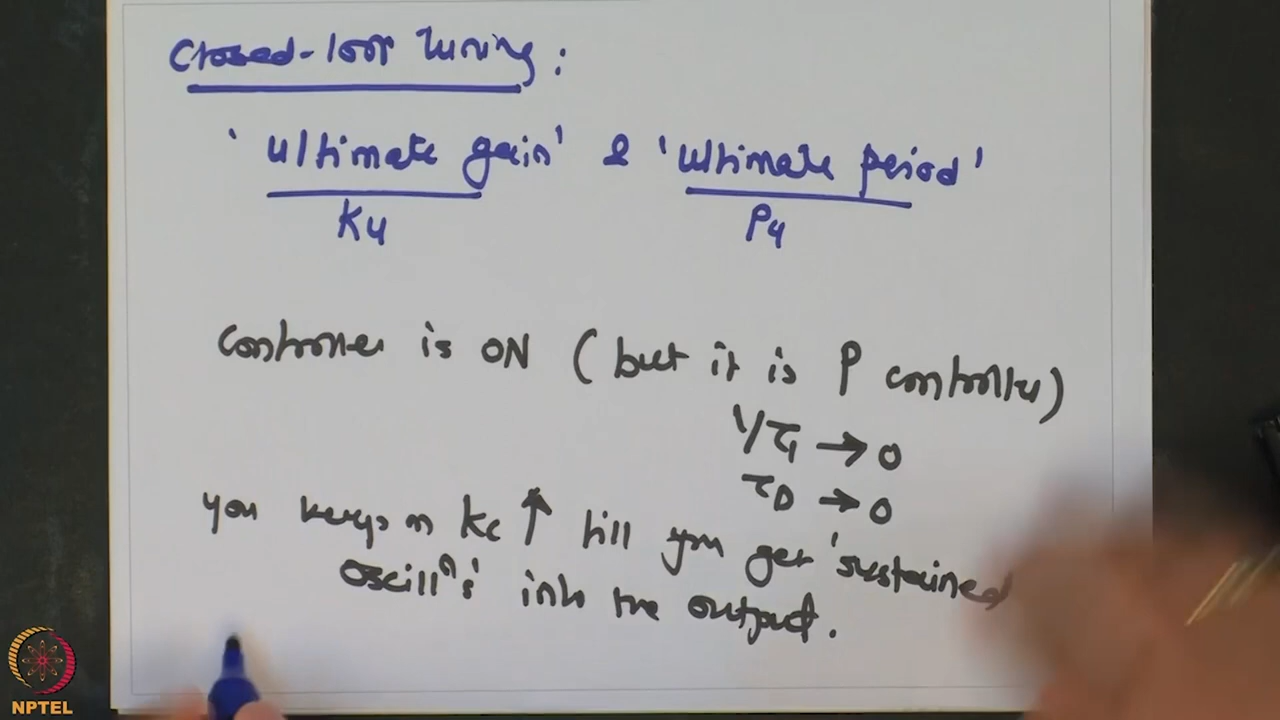 Closed-loop Tuning :
'ultimate gain' & 'ultimate period'
Ku Pu
Controller is ON (but it is P controller)
1/τI → 0
τD → 0
you keep on Kc ↑ till you get 'sustained
oscillⁿs' into the output.
NPTEL